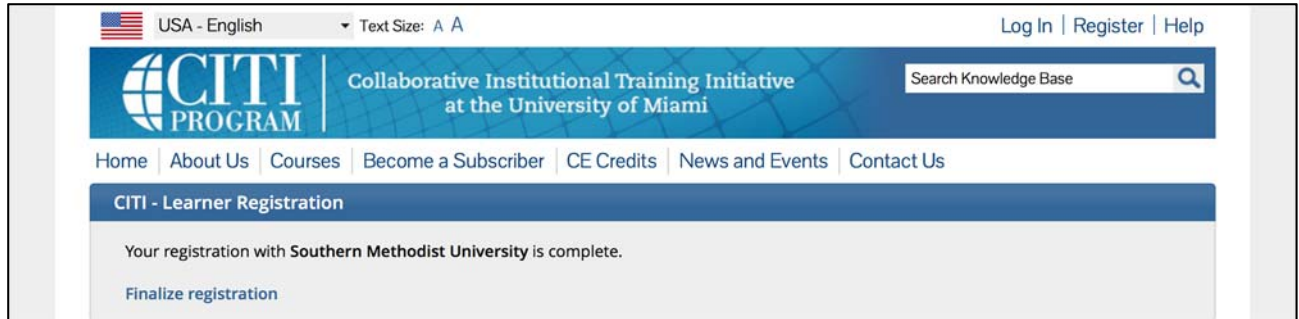 USA - English Text Size: A A Log In | Register | Help
CITI PROGRAM
Collaborative Institutional Training Initiative
at the University of Miami
Search Knowledge Base
Home | About Us | Courses | Become a Subscriber | CE Credits | News and Events | Contact Us
CITI - Learner Registration
Your registration with Southern Methodist University is complete.
Finalize registration